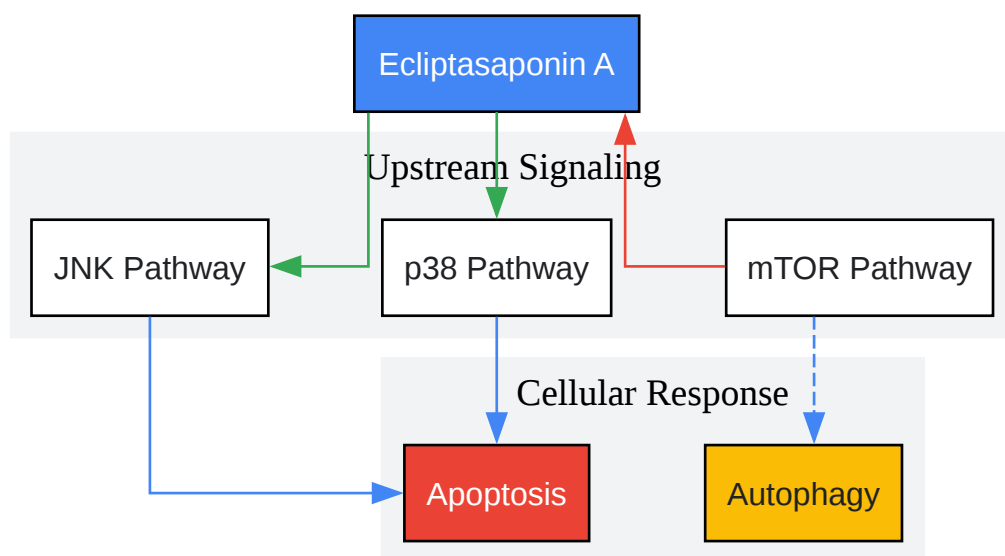 Ecliptasaponin A
Upstream Signaling
JNK Pathway
p38 Pathway
mTOR Pathway
Cellular Response
Apoptosis
Autophagy